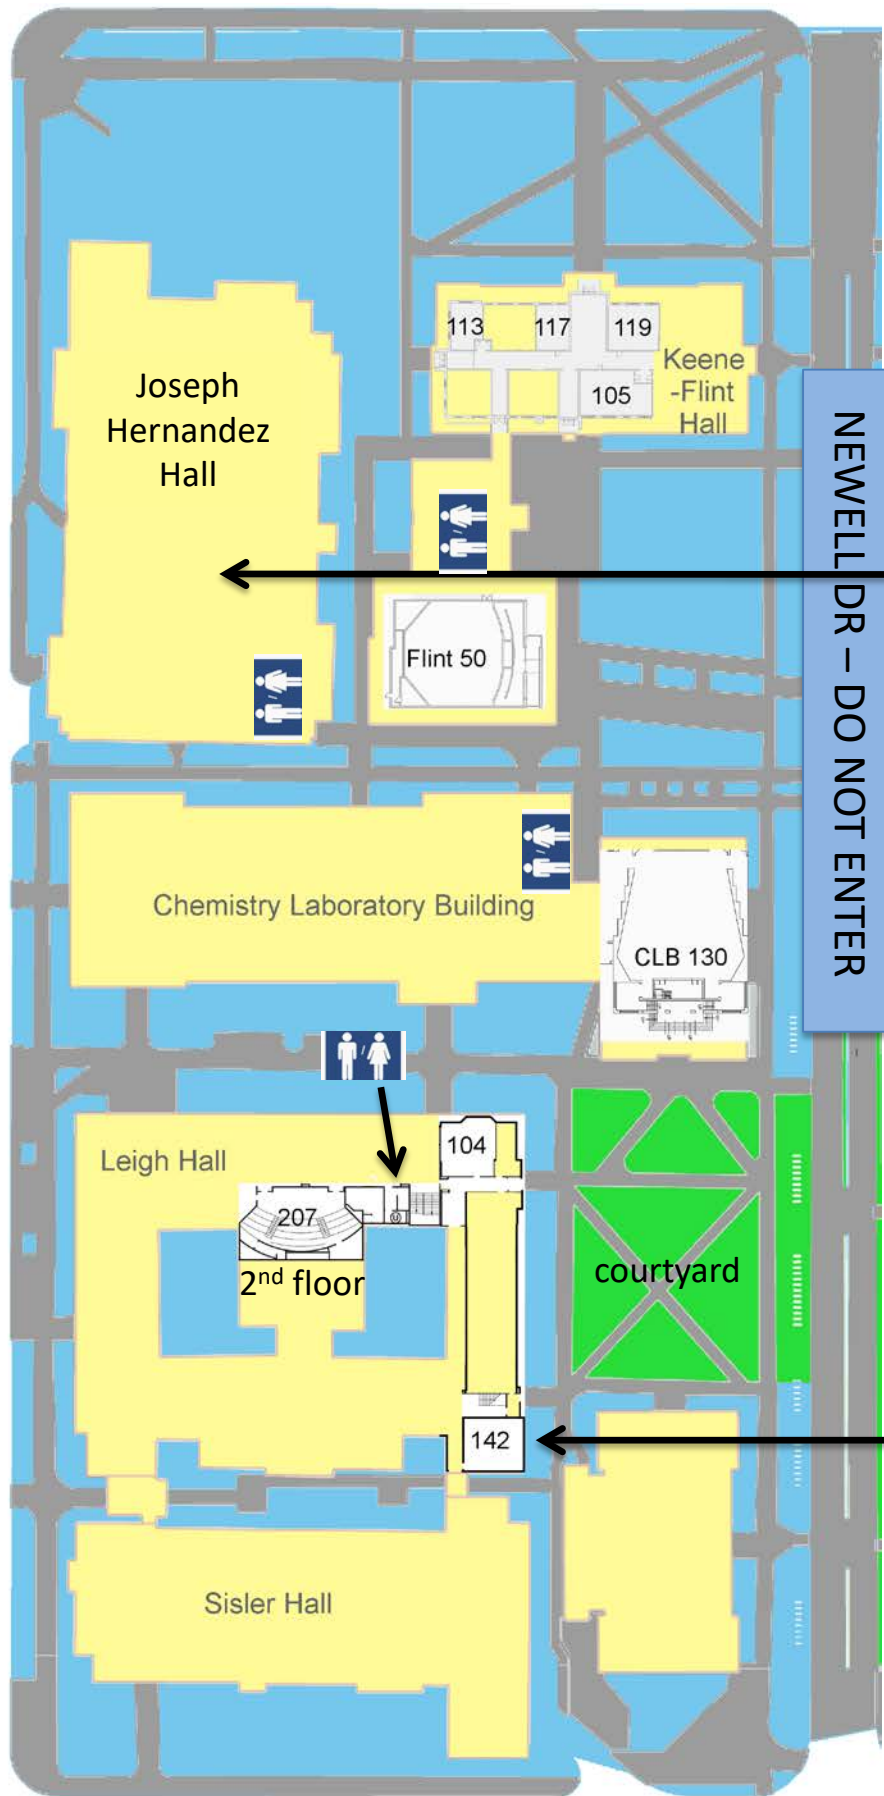 113
117
119
105
Keene
-Flint
Hall
Joseph
Hernandez
Hall
NEWELL DR – DO NOT ENTER
Flint 50
Chemistry Laboratory Building
CLB 130
Leigh Hall
104
207
2nd floor
courtyard
142
Sisler Hall